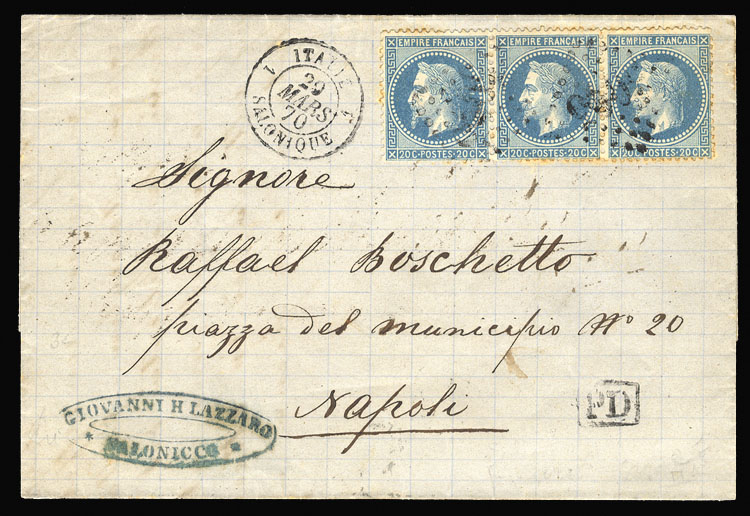 1 ITALIE
29
MARS
70
SALONIQUE
EMPIRE FRANÇAIS
20C·POSTES·20C
EMPIRE FRANÇAIS
20C·POSTES·20C
EMPIRE FRANÇAIS
20C·POSTES·20C
Signore
Raffael Boschetto
piazza del municipio No 20
Napoli
PD
GIOVANNI H LAZZARO
SALONICCO